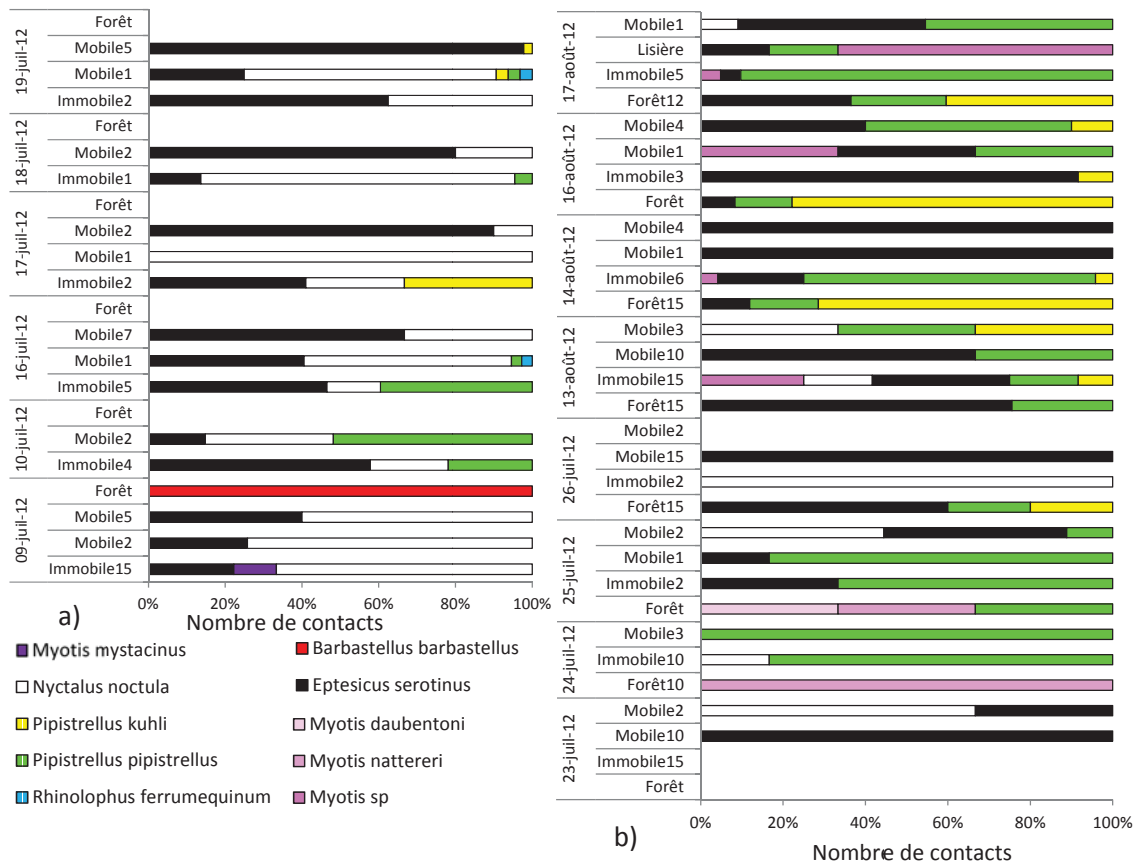 19-juil-12
Forêt
Mobile5
Mobile1
Immobile2
18-juil-12
Forêt
Mobile2
Immobile1
17-juil-12
Forêt
Mobile2
Mobile1
Immobile2
16-juil-12
Forêt
Mobile7
Mobile1
Immobile5
10-juil-12
Forêt
Mobile2
Immobile4
09-juil-12
Forêt
Mobile5
Mobile2
Immobile15
0% 20% 40% 60% 80% 100%
a) Nombre de contacts
Myotis mystacinus
Nyctalus noctula
Pipistrellus kuhli
Pipistrellus pipistrellus
Rhinolophus ferrumequinum
Barbastellus barbastellus
Eptesicus serotinus
Myotis daubentoni
Myotis nattereri
Myotis sp
17-août-12
Mobile1
Lisière
Immobile5
Forêt12
16-août-12
Mobile4
Mobile1
Immobile3
Forêt
14-août-12
Mobile4
Mobile1
Immobile6
Forêt15
13-août-12
Mobile3
Mobile10
Immobile15
Forêt15
26-juil-12
Mobile2
Mobile15
Immobile2
Forêt15
25-juil-12
Mobile2
Mobile1
Immobile2
Forêt
24-juil-12
Mobile3
Immobile10
Forêt10
23-juil-12
Mobile2
Mobile10
Immobile15
Forêt
0% 20% 40% 60% 80% 100%
b) Nombre de contacts